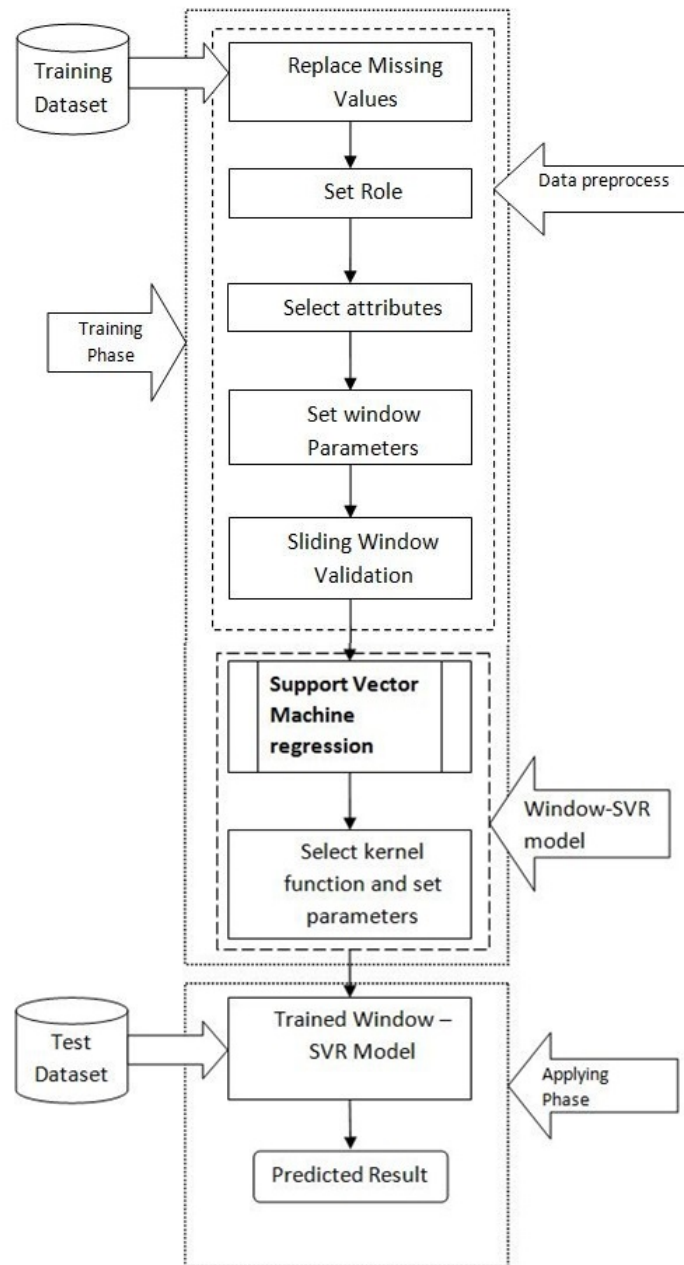 Training
Dataset
Replace Missing
Values
Set Role
Data preprocess
Select attributes
Training
Phase
Set window
Parameters
Sliding Window
Validation
Support Vector
Machine
regression
Window-SVR
model
Select kernel
function and set
parameters
Trained Window –
SVR Model
Test
Dataset
Applying
Phase
Predicted Result